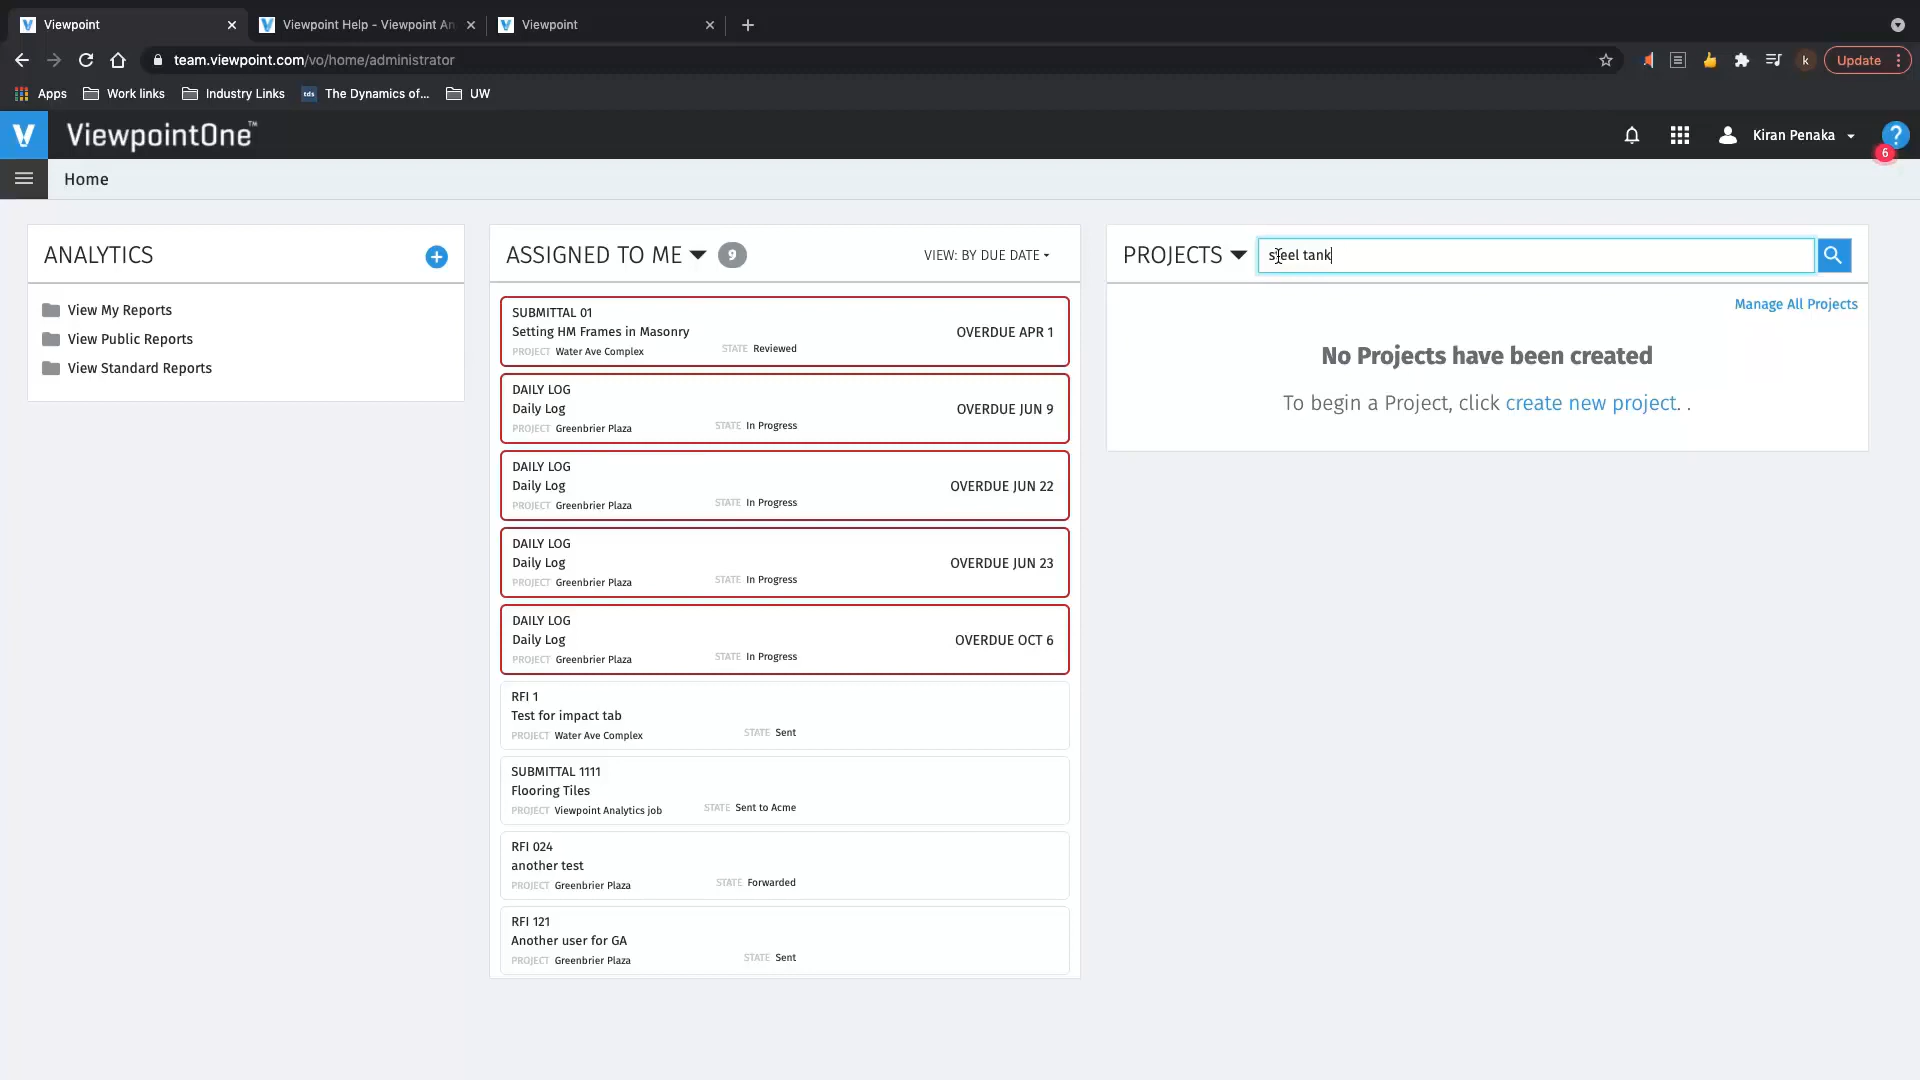 Viewpoint
Viewpoint Help - Viewpoint An
Viewpoint
team.viewpoint.com/vo/home/administrator
k
Update
Apps
Work links
Industry Links
tds
The Dynamics of...
UW
V
ViewpointOne™
Kiran Penaka
?
6
Home
ANALYTICS
View My Reports
View Public Reports
View Standard Reports
ASSIGNED TO ME
9
VIEW: BY DUE DATE
SUBMITTAL 01
Setting HM Frames in Masonry
OVERDUE APR 1
PROJECT Water Ave Complex
STATE Reviewed
DAILY LOG
Daily Log
OVERDUE JUN 9
PROJECT Greenbrier Plaza
STATE In Progress
DAILY LOG
Daily Log
OVERDUE JUN 22
PROJECT Greenbrier Plaza
STATE In Progress
DAILY LOG
Daily Log
OVERDUE JUN 23
PROJECT Greenbrier Plaza
STATE In Progress
DAILY LOG
Daily Log
OVERDUE OCT 6
PROJECT Greenbrier Plaza
STATE In Progress
RFI 1
Test for impact tab
PROJECT Water Ave Complex
STATE Sent
SUBMITTAL 1111
Flooring Tiles
PROJECT Viewpoint Analytics job
STATE Sent to Acme
RFI 024
another test
PROJECT Greenbrier Plaza
STATE Forwarded
RFI 121
Another user for GA
PROJECT Greenbrier Plaza
STATE Sent
PROJECTS
steel tank
Manage All Projects
No Projects have been created
To begin a Project, click create new project. .